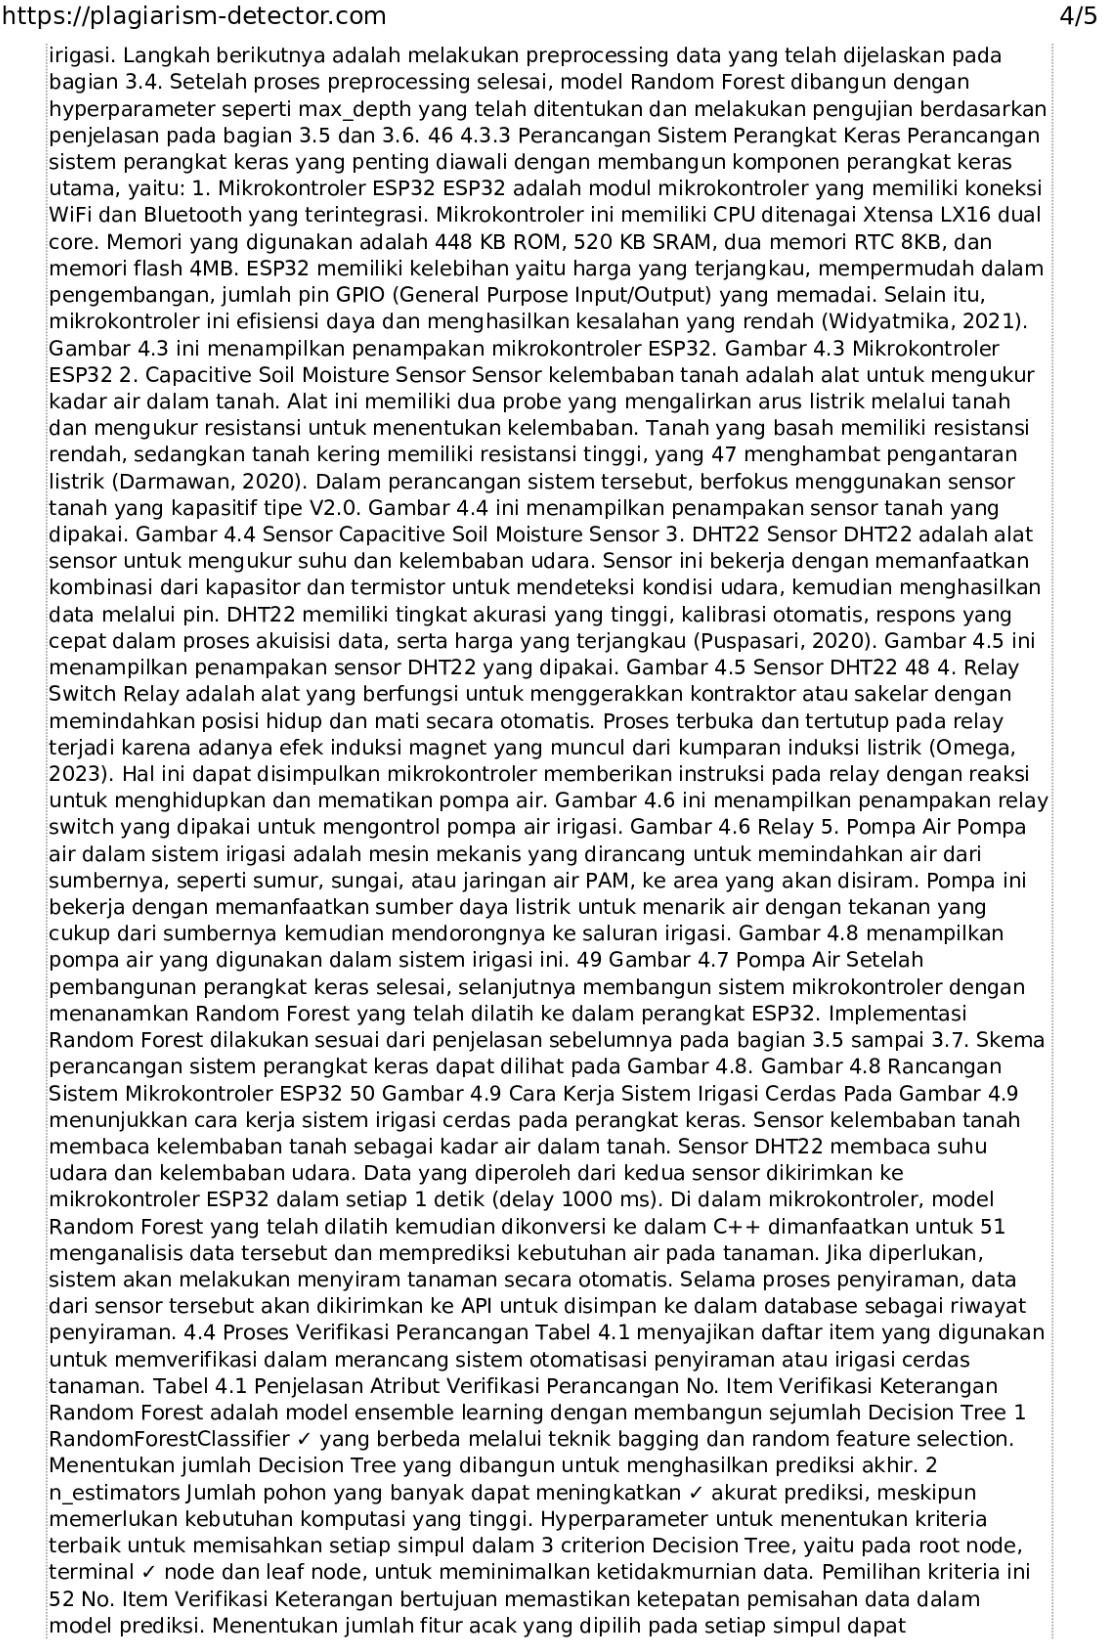 https://plagiarism-detector.com 4/5
irigasi. Langkah berikutnya adalah melakukan preprocessing data yang telah dijelaskan pada
bagian 3.4. Setelah proses preprocessing selesai, model Random Forest dibangun dengan
hyperparameter seperti max_depth yang telah ditentukan dan melakukan pengujian berdasarkan
penjelasan pada bagian 3.5 dan 3.6. 46 4.3.3 Perancangan Sistem Perangkat Keras Perancangan
sistem perangkat keras yang penting diawali dengan membangun komponen perangkat keras
utama, yaitu: 1. Mikrokontroler ESP32 ESP32 adalah modul mikrokontroler yang memiliki koneksi
WiFi dan Bluetooth yang terintegrasi. Mikrokontroler ini memiliki CPU ditenagai Xtensa LX16 dual
core. Memori yang digunakan adalah 448 KB ROM, 520 KB SRAM, dua memori RTC 8KB, dan
memori flash 4MB. ESP32 memiliki kelebihan yaitu harga yang terjangkau, mempermudah dalam
pengembangan, jumlah pin GPIO (General Purpose Input/Output) yang memadai. Selain itu,
mikrokontroler ini efisiensi daya dan menghasilkan kesalahan yang rendah (Widyatmika, 2021).
Gambar 4.3 ini menampilkan penampakan mikrokontroler ESP32. Gambar 4.3 Mikrokontroler
ESP32 2. Capacitive Soil Moisture Sensor Sensor kelembaban tanah adalah alat untuk mengukur
kadar air dalam tanah. Alat ini memiliki dua probe yang mengalirkan arus listrik melalui tanah
dan mengukur resistansi untuk menentukan kelembaban. Tanah yang basah memiliki resistansi
rendah, sedangkan tanah kering memiliki resistansi tinggi, yang 47 menghambat pengantaran
listrik (Darmawan, 2020). Dalam perancangan sistem tersebut, berfokus menggunakan sensor
tanah yang kapasitif tipe V2.0. Gambar 4.4 ini menampilkan penampakan sensor tanah yang
dipakai. Gambar 4.4 Sensor Capacitive Soil Moisture Sensor 3. DHT22 Sensor DHT22 adalah alat
sensor untuk mengukur suhu dan kelembaban udara. Sensor ini bekerja dengan memanfaatkan
kombinasi dari kapasitor dan termistor untuk mendeteksi kondisi udara, kemudian menghasilkan
data melalui pin. DHT22 memiliki tingkat akurasi yang tinggi, kalibrasi otomatis, respons yang
cepat dalam proses akuisisi data, serta harga yang terjangkau (Puspasari, 2020). Gambar 4.5 ini
menampilkan penampakan sensor DHT22 yang dipakai. Gambar 4.5 Sensor DHT22 48 4. Relay
Switch Relay adalah alat yang berfungsi untuk menggerakkan kontraktor atau sakelar dengan
memindahkan posisi hidup dan mati secara otomatis. Proses terbuka dan tertutup pada relay
terjadi karena adanya efek induksi magnet yang muncul dari kumparan induksi listrik (Omega,
2023). Hal ini dapat disimpulkan mikrokontroler memberikan instruksi pada relay dengan reaksi
untuk menghidupkan dan mematikan pompa air. Gambar 4.6 ini menampilkan penampakan relay
switch yang dipakai untuk mengontrol pompa air irigasi. Gambar 4.6 Relay 5. Pompa Air Pompa
air dalam sistem irigasi adalah mesin mekanis yang dirancang untuk memindahkan air dari
sumbernya, seperti sumur, sungai, atau jaringan air PAM, ke area yang akan disiram. Pompa ini
bekerja dengan memanfaatkan sumber daya listrik untuk menarik air dengan tekanan yang
cukup dari sumbernya kemudian mendorongnya ke saluran irigasi. Gambar 4.8 menampilkan
pompa air yang digunakan dalam sistem irigasi ini. 49 Gambar 4.7 Pompa Air Setelah
pembangunan perangkat keras selesai, selanjutnya membangun sistem mikrokontroler dengan
menanamkan Random Forest yang telah dilatih ke dalam perangkat ESP32. Implementasi
Random Forest dilakukan sesuai dari penjelasan sebelumnya pada bagian 3.5 sampai 3.7. Skema
perancangan sistem perangkat keras dapat dilihat pada Gambar 4.8. Gambar 4.8 Rancangan
Sistem Mikrokontroler ESP32 50 Gambar 4.9 Cara Kerja Sistem Irigasi Cerdas Pada Gambar 4.9
menunjukkan cara kerja sistem irigasi cerdas pada perangkat keras. Sensor kelembaban tanah
membaca kelembaban tanah sebagai kadar air dalam tanah. Sensor DHT22 membaca suhu
udara dan kelembaban udara. Data yang diperoleh dari kedua sensor dikirimkan ke
mikrokontroler ESP32 dalam setiap 1 detik (delay 1000 ms). Di dalam mikrokontroler, model
Random Forest yang telah dilatih kemudian dikonversi ke dalam C++ dimanfaatkan untuk 51
menganalisis data tersebut dan memprediksi kebutuhan air pada tanaman. Jika diperlukan,
sistem akan melakukan menyiram tanaman secara otomatis. Selama proses penyiraman, data
dari sensor tersebut akan dikirimkan ke API untuk disimpan ke dalam database sebagai riwayat
penyiraman. 4.4 Proses Verifikasi Perancangan Tabel 4.1 menyajikan daftar item yang digunakan
untuk memverifikasi dalam merancang sistem otomatisasi penyiraman atau irigasi cerdas
tanaman. Tabel 4.1 Penjelasan Atribut Verifikasi Perancangan No. Item Verifikasi Keterangan
Random Forest adalah model ensemble learning dengan membangun sejumlah Decision Tree 1
RandomForestClassifier ✓ yang berbeda melalui teknik bagging dan random feature selection.
Menentukan jumlah Decision Tree yang dibangun untuk menghasilkan prediksi akhir. 2
n_estimators Jumlah pohon yang banyak dapat meningkatkan ✓ akurat prediksi, meskipun
memerlukan kebutuhan komputasi yang tinggi. Hyperparameter untuk menentukan kriteria
terbaik untuk memisahkan setiap simpul dalam 3 criterion Decision Tree, yaitu pada root node,
terminal ✓ node dan leaf node, untuk meminimalkan ketidakmurnian data. Pemilihan kriteria ini
52 No. Item Verifikasi Keterangan bertujuan memastikan ketepatan pemisahan data dalam
model prediksi. Menentukan jumlah fitur acak yang dipilih pada setiap simpul dapat